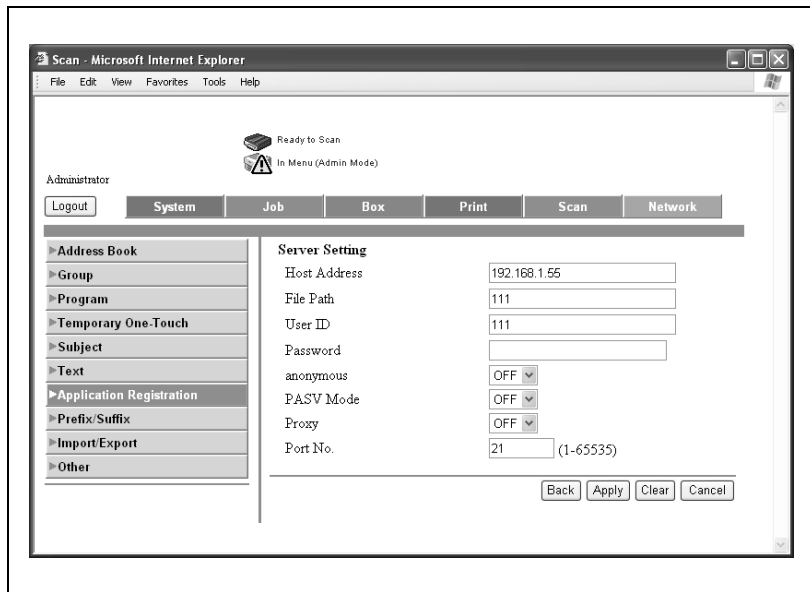 Scan - Microsoft Internet Explorer
File Edit View Favorites Tools Help
Ready to Scan
In Menu (Admin Mode)
Administrator
Logout System Job Box Print Scan Network
Address Book
Group
Program
Temporary One-Touch
Subject
Text
Application Registration
Prefix/Suffix
Import/Export
Other
Server Setting
Host Address 192.168.1.55
File Path 111
User ID 111
Password
anonymous OFF
PASV Mode OFF
Proxy OFF
Port No. 21 (1-65535)
Back Apply Clear Cancel